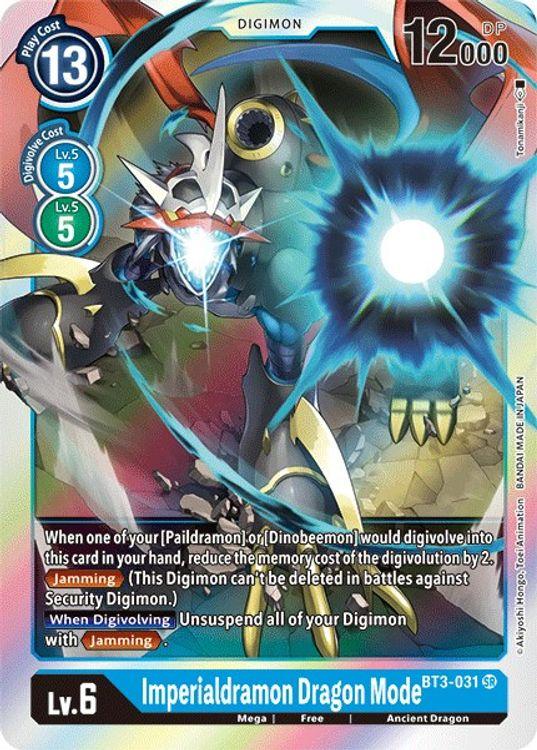 Play Cost
13
DIGIMON
12000
DP
Digivolve Cost
Lv.5
5
Lv.5
5
Tonamikanji
When one of your [Paildramon] or [Dinobeemon] would digivolve into
this card in your hand, reduce the memory cost of the digivolution by 2.
Jamming (This Digimon can't be deleted in battles against
Security Digimon.)
When Digivolving Unsuspend all of your Digimon
with Jamming .
© Akiyoshi Hongo, Toei Animation BANDAI MADE IN JAPAN
Lv.6
Imperialdramon Dragon Mode
BT3-031 SR
Mega | Free | Ancient Dragon